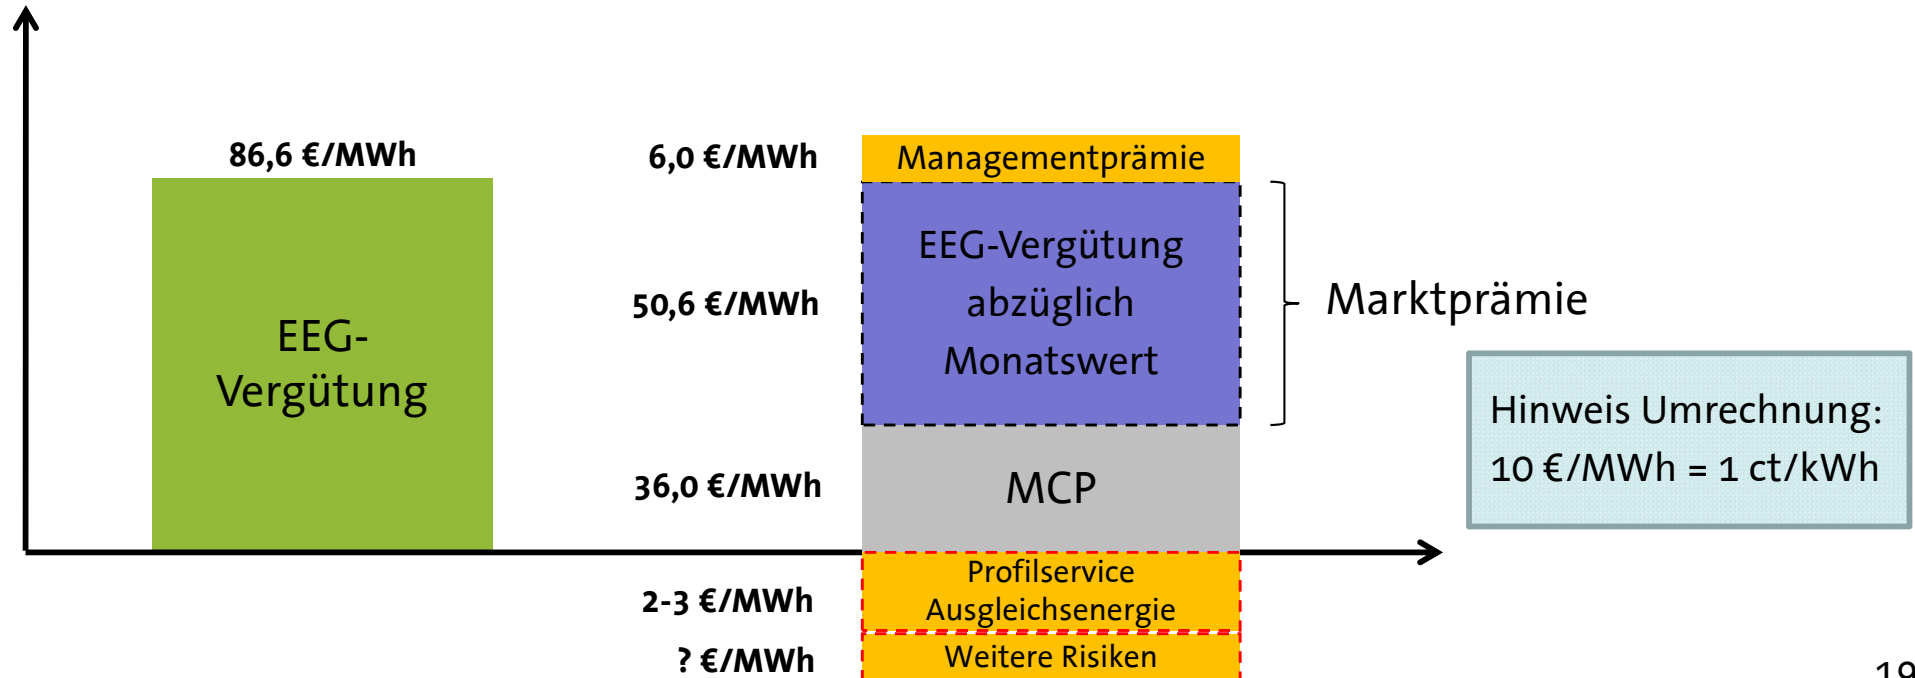 86,6 €/MWh
EEG-
Vergütung
6,0 €/MWh
Managementprämie
50,6 €/MWh
EEG-Vergütung
abzüglich
Monatswert
Marktprämie
36,0 €/MWh
MCP
Hinweis Umrechnung:
10 €/MWh = 1 ct/kWh
2-3 €/MWh
Profilservice
Ausgleichsenergie
? €/MWh
Weitere Risiken
19